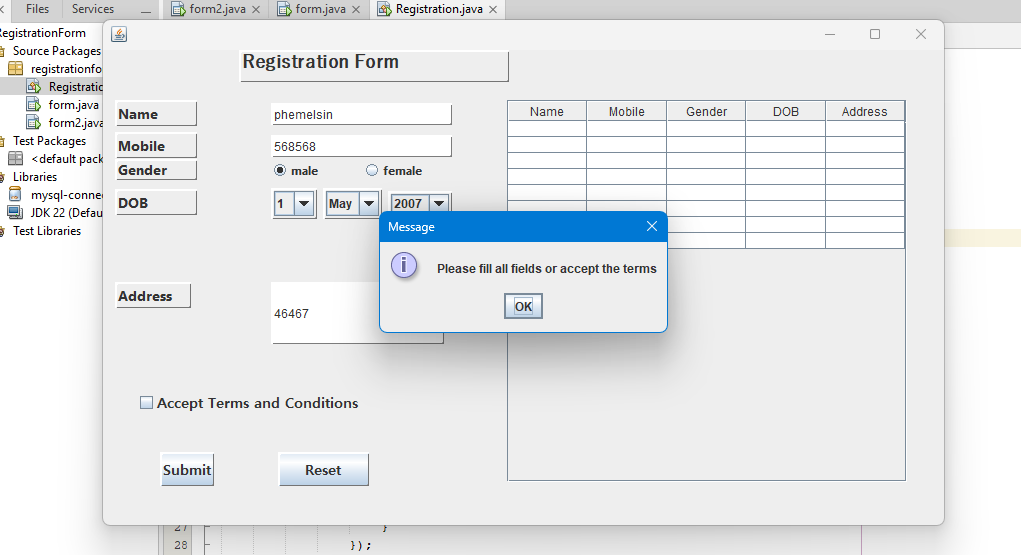 Files Services form2.java form.java Registration.java
RegistrationForm
Source Packages
registrationfo
Registratio
form.java
form2.java
Test Packages
<default pack
Libraries
mysql-conne
JDK 22 (Defau
Test Libraries
Registration Form
Name phemelsin
Mobile 568568
Gender male female
DOB 1 May 2007
Address 46467
Accept Terms and Conditions
Submit Reset
Name Mobile Gender DOB Address
Message
Please fill all fields or accept the terms
OK
27 }
28 });